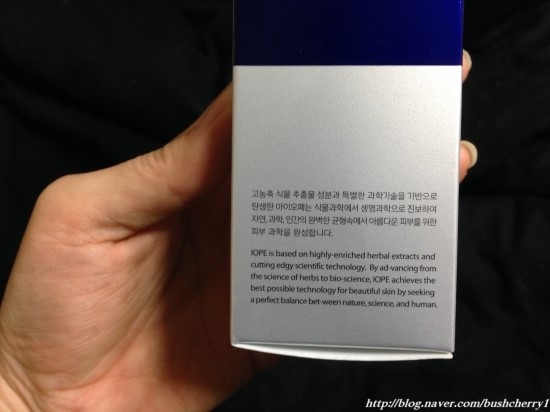 고농축 식물 추출물 성분과 특별한 과학기술을 기반으로
탄생한 아이오페는 식물과학에서 생명과학으로 진보하여
자연, 과학, 인간의 완벽한 균형속에서 아름다운 피부를 위한
피부 과학을 완성합니다.
IOPE is based on highly-enriched herbal extracts and
cutting edgy scientific technology. By ad-vancing from
the science of herbs to bio-science, IOPE achieves the
best possible technology for beautiful skin by seeking
a perfect balance bet-ween nature, science, and human.
http://blog.naver.com/bushcherry1